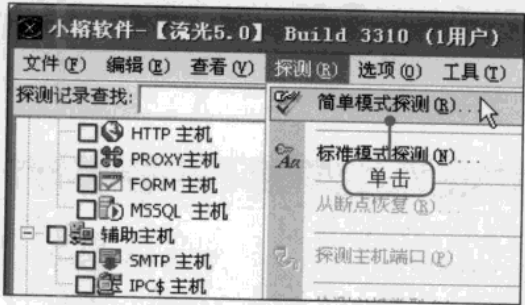 小榕软件-【流光5.0】 Build 3310 (1用户)
文件(F) 编辑(E) 查看(V) 探测(R) 选项(O) 工具(T)
探测记录查找:
简单模式探测(R)...
HTTP 主机
PROXY主机
标准模式探测(N)...
单击
FORM 主机
MSSQL 主机
从断点恢复(R)
辅助主机
SMTP 主机
探测主机端口(P)
IPC$ 主机